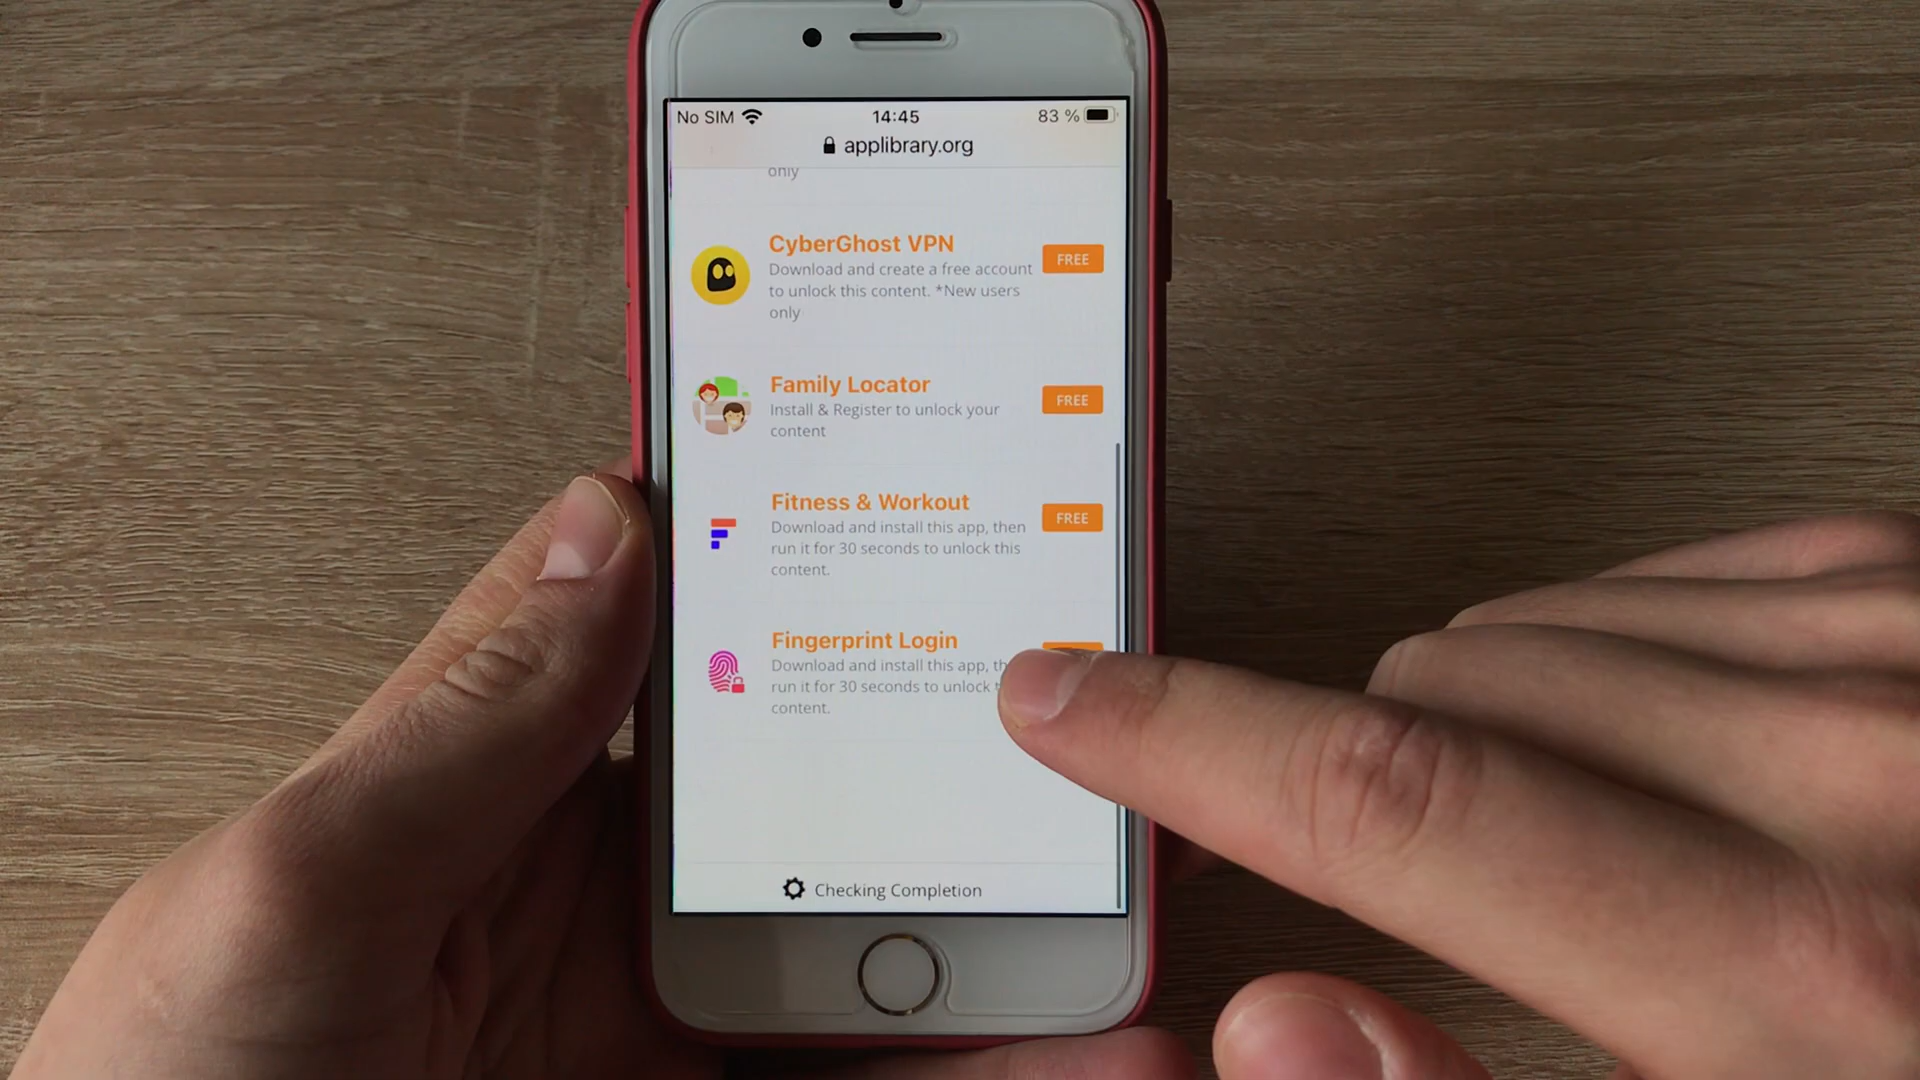 No SIM 14:45 83 %
applibrary.org
only
CyberGhost VPN
Download and create a free account FREE
to unlock this content. *New users
only
Family Locator
Install & Register to unlock your FREE
content
Fitness & Workout
Download and install this app, then FREE
run it for 30 seconds to unlock this
content.
Fingerprint Login
Download and install this app,
run it for 30 seconds to unlock
content.
Checking Completion